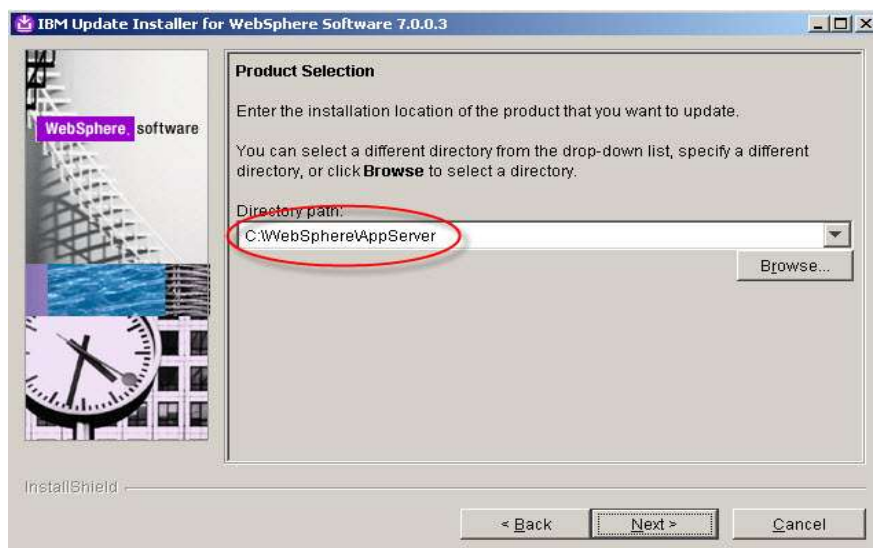 IBM Update Installer for WebSphere Software 7.0.0.3
WebSphere. software
Product Selection
Enter the installation location of the product that you want to update.
You can select a different directory from the drop-down list, specify a different
directory, or click Browse to select a directory.
Directory path:
C:\WebSphere\AppServer
Browse...
InstallShield
< Back
Next >
Cancel